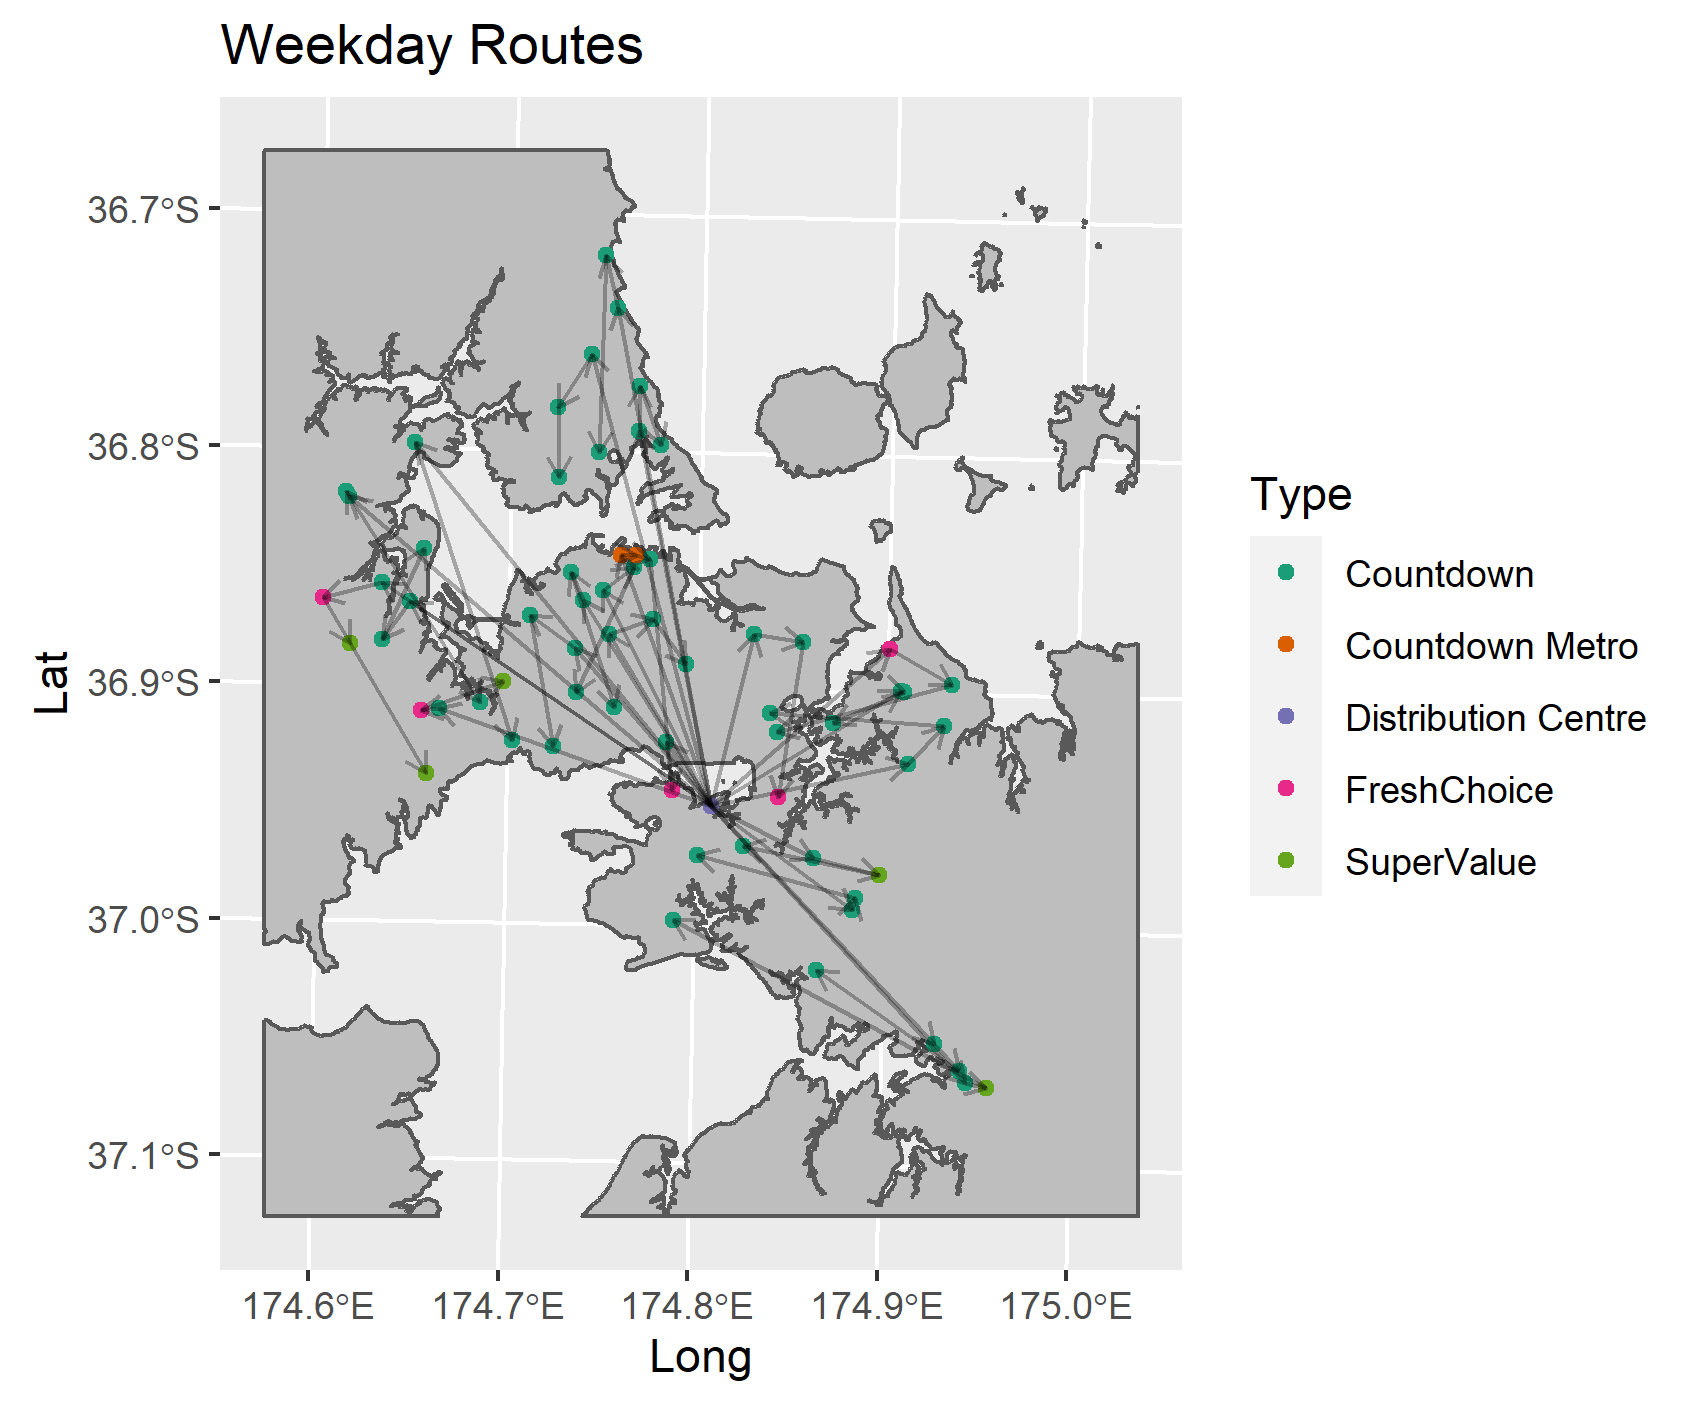 Weekday Routes
36.7°S
36.8°S
36.9°S
37.0°S
37.1°S
Lat
174.6°E 174.7°E 174.8°E 174.9°E 175.0°E
Long
Type
Countdown
Countdown Metro
Distribution Centre
FreshChoice
SuperValue